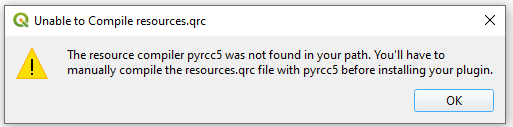 Unable to Compile resources.qrc
The resource compiler pyrcc5 was not found in your path. You'll have to
manually compile the resources.qrc file with pyrcc5 before installing your plugin.
OK